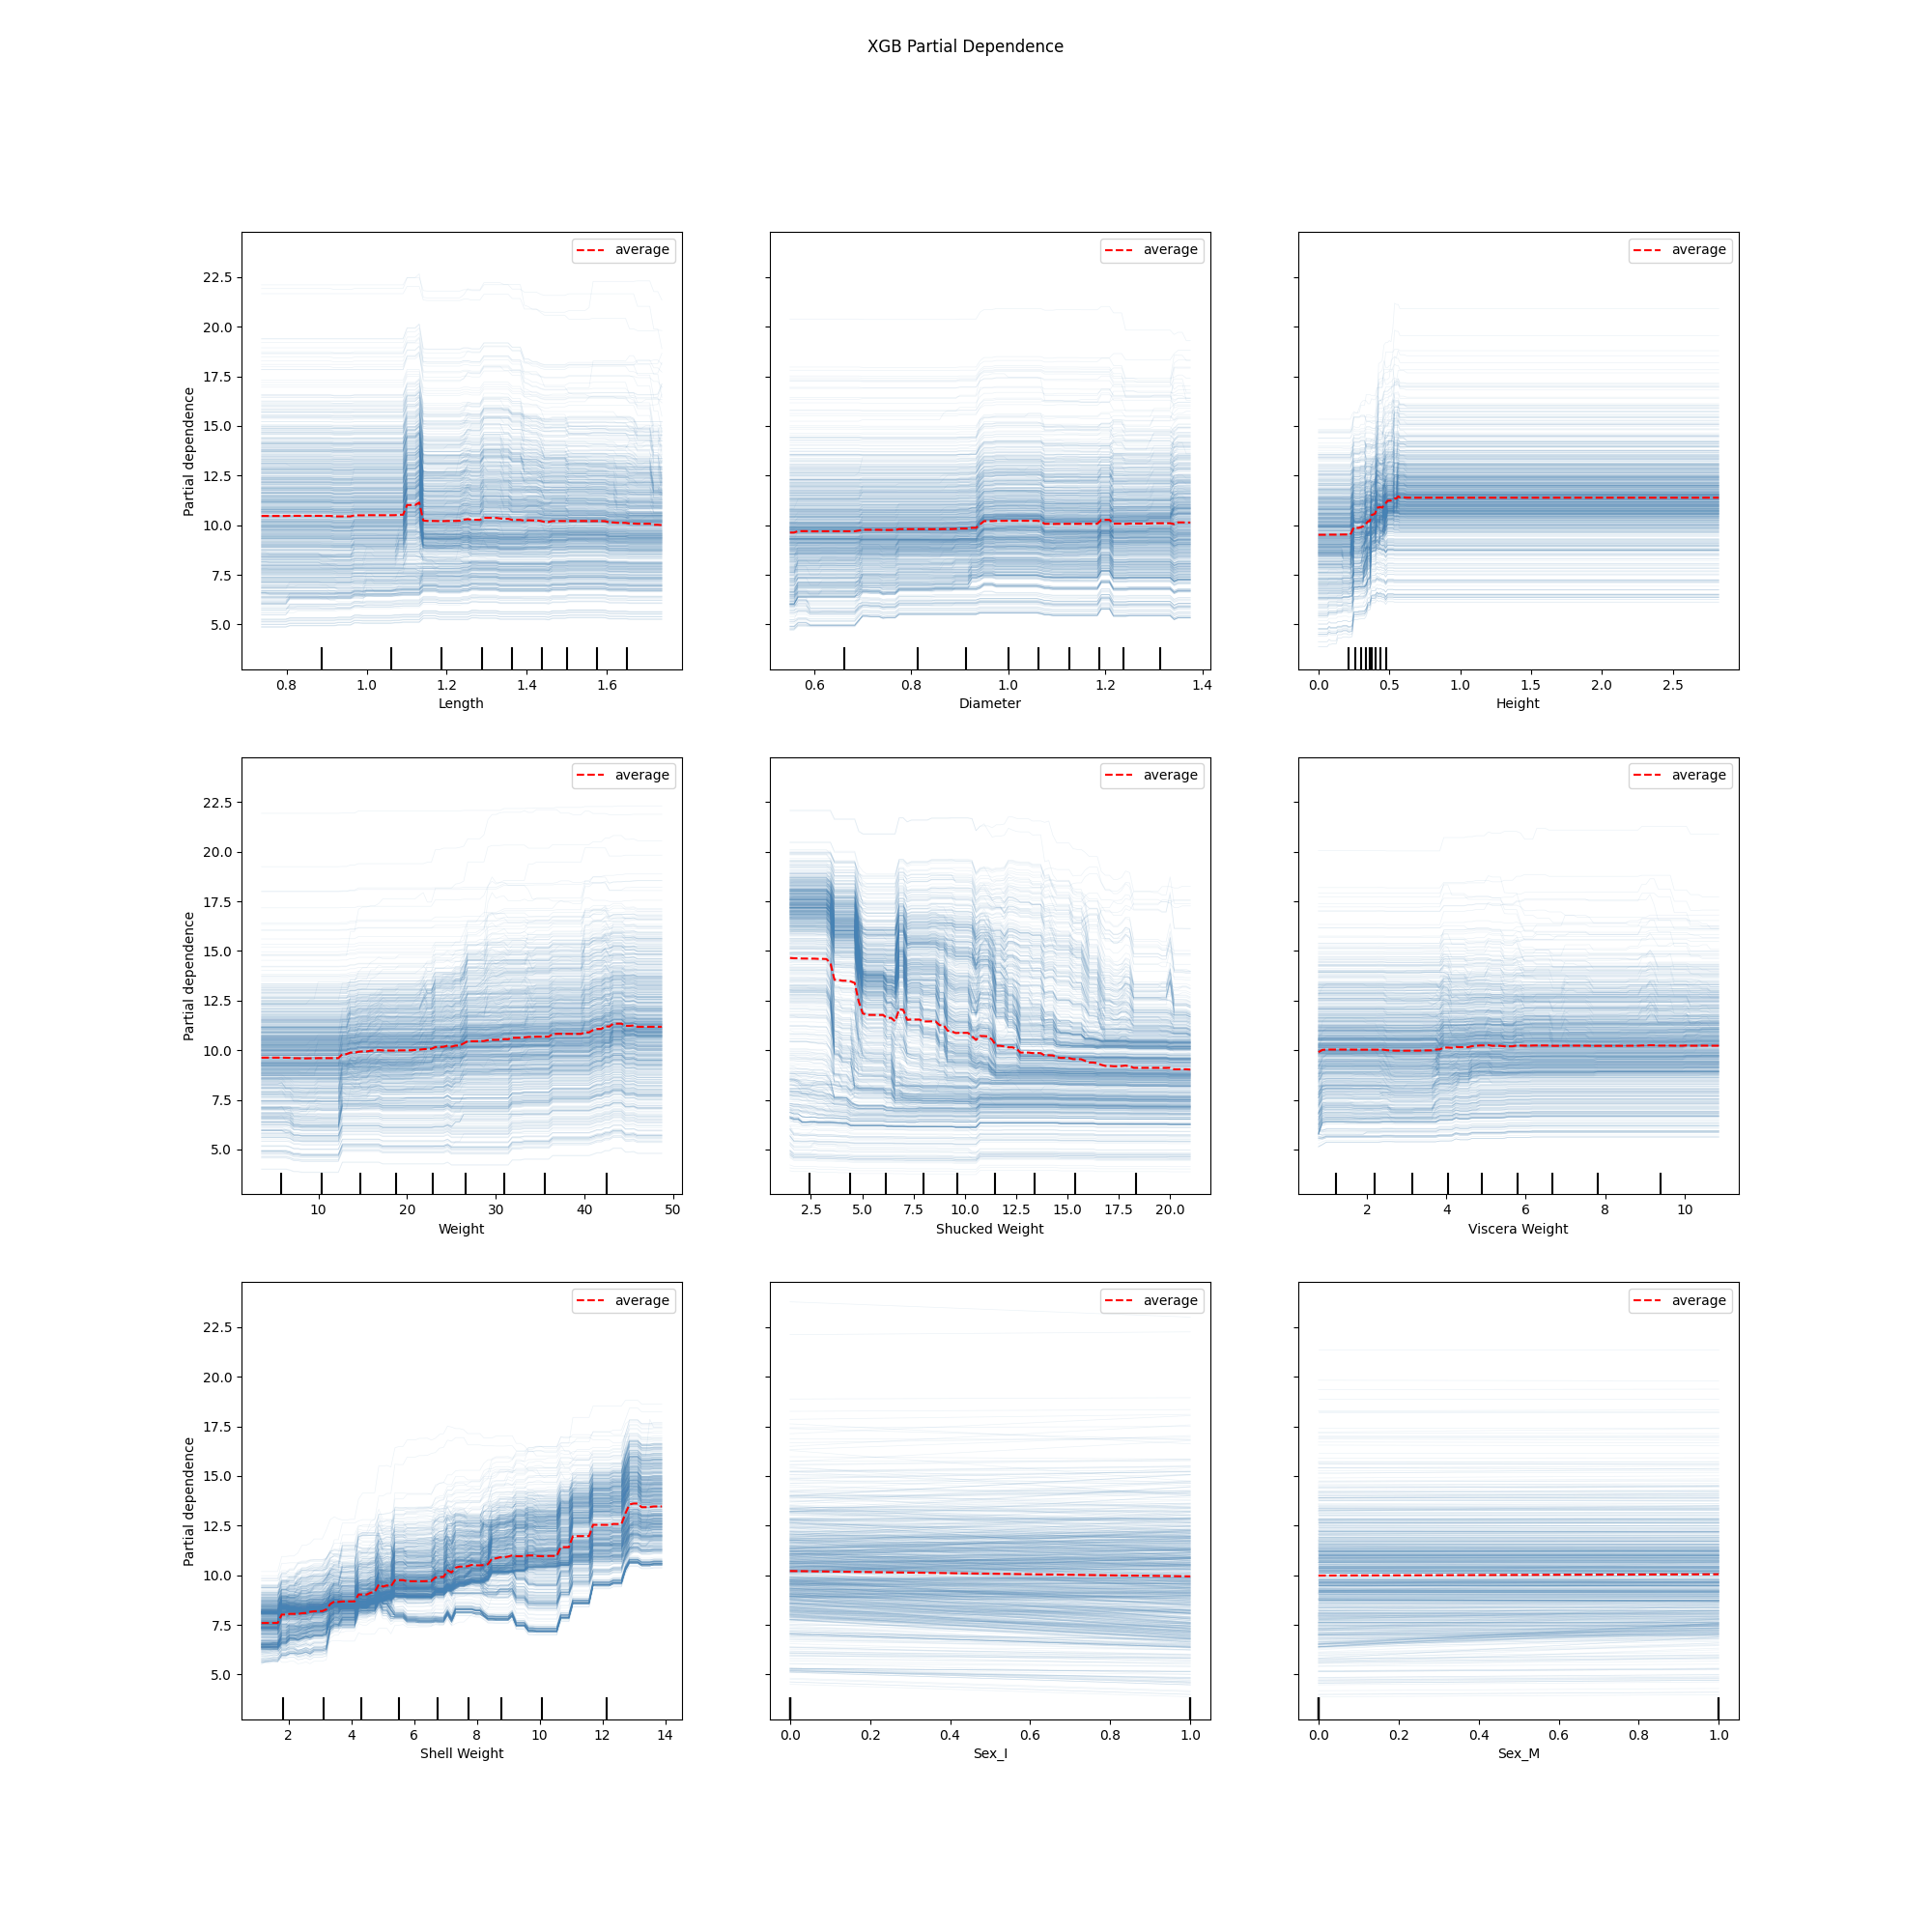 XGB Partial Dependence
average
average
average
Partial dependence
22.5
20.0
17.5
15.0
12.5
10.0
7.5
5.0
0.8 1.0 1.2 1.4 1.6
0.6 0.8 1.0 1.2 1.4
0.0 0.5 1.0 1.5 2.0 2.5
Length
Diameter
Height
average
average
average
Partial dependence
22.5
20.0
17.5
15.0
12.5
10.0
7.5
5.0
10 20 30 40 50
2.5 5.0 7.5 10.0 12.5 15.0 17.5 20.0
2 4 6 8 10
Weight
Shucked Weight
Viscera Weight
average
average
average
Partial dependence
22.5
20.0
17.5
15.0
12.5
10.0
7.5
5.0
2 4 6 8 10 12 14
0.0 0.2 0.4 0.6 0.8 1.0
0.0 0.2 0.4 0.6 0.8 1.0
Shell Weight
Sex_I
Sex_M